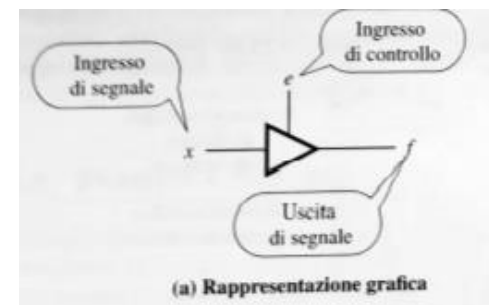 Ingresso
di controllo
Ingresso
di segnale
e
x
f
Uscita
di segnale
(a) Rappresentazione grafica